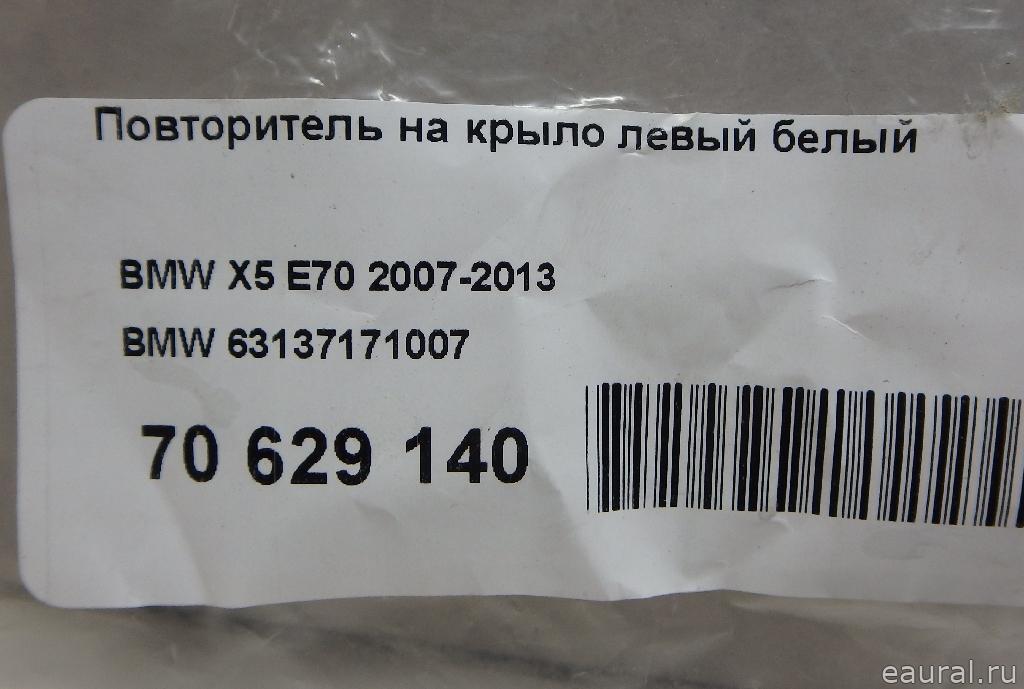 Повторитель на крыло левый белый
BMW X5 E70 2007-2013
BMW 63137171007
70 629 140
eaural.ru